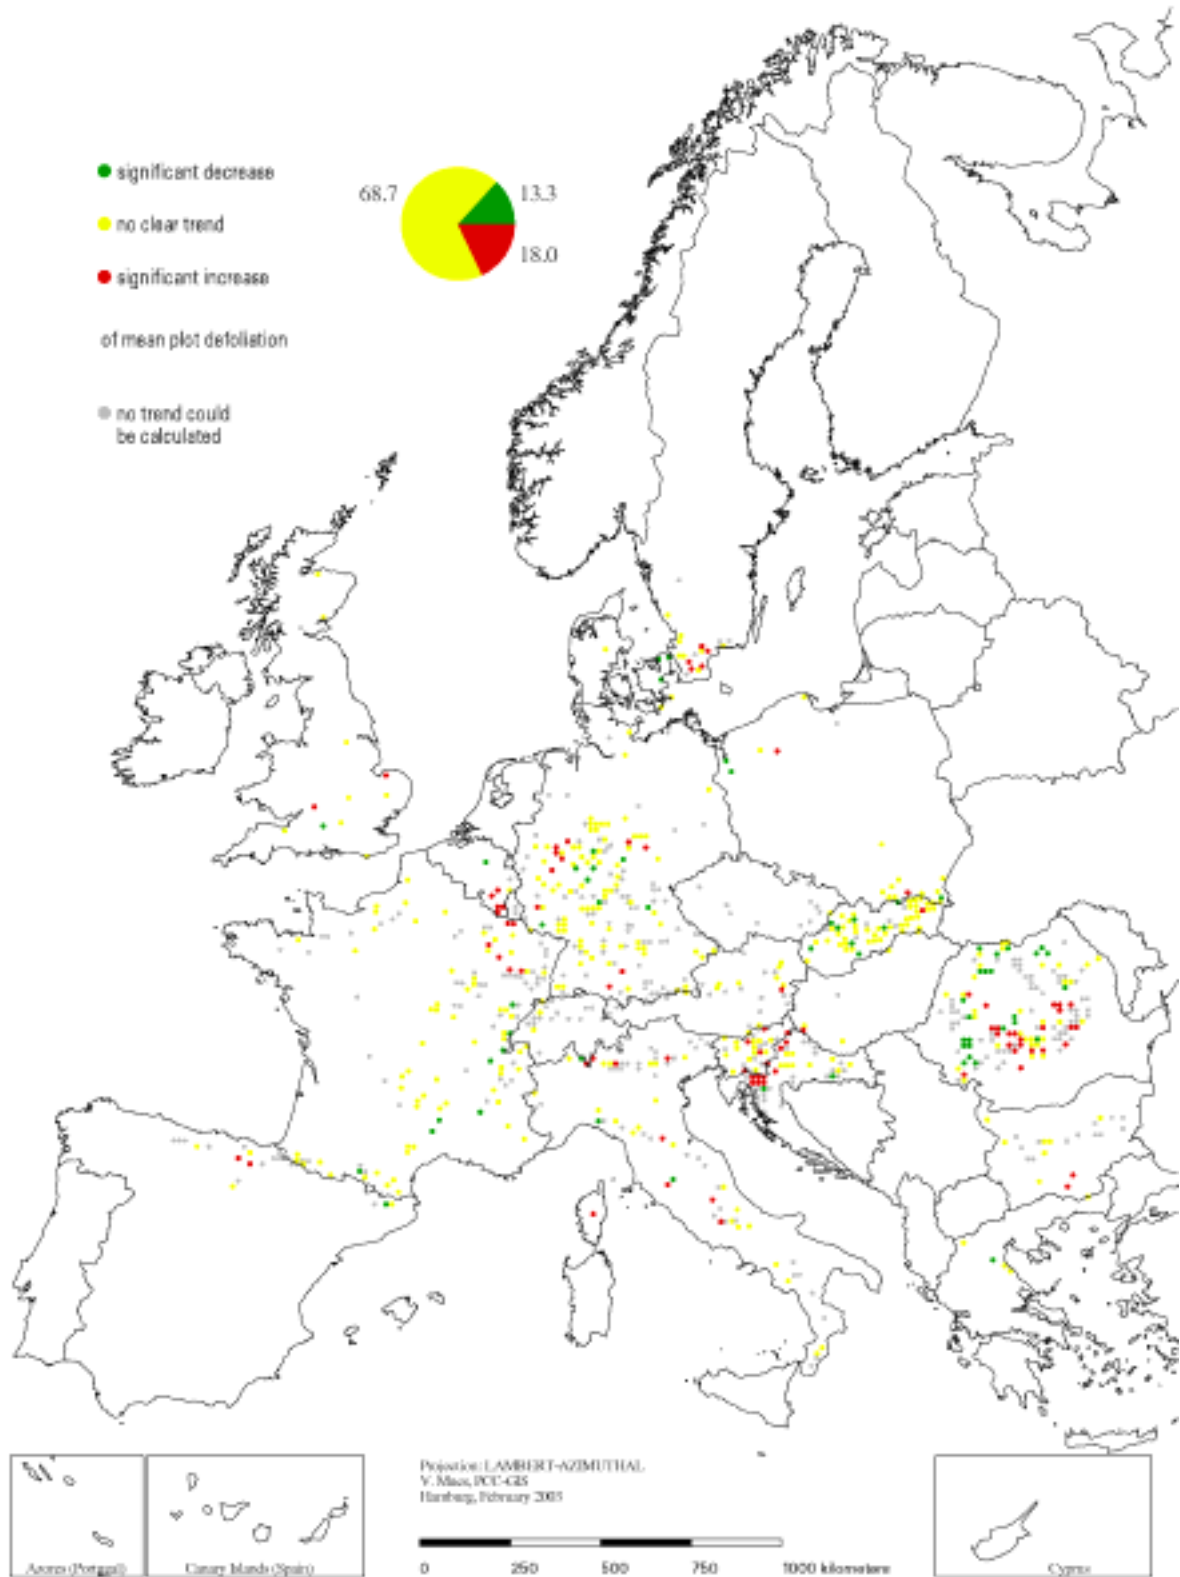 significant decrease
68.7
13.3
no clear trend
18.0
significant increase
of mean plot defoliation
no trend could
be calculated
Projection: LAMBERT-AZIMUTHAL
V. Mues, PCC-GIS
Hamburg, February 2003
Azores (Portugal)
Canary Islands (Spain)
0 250 500 750 1000 kilometers
Cyprus